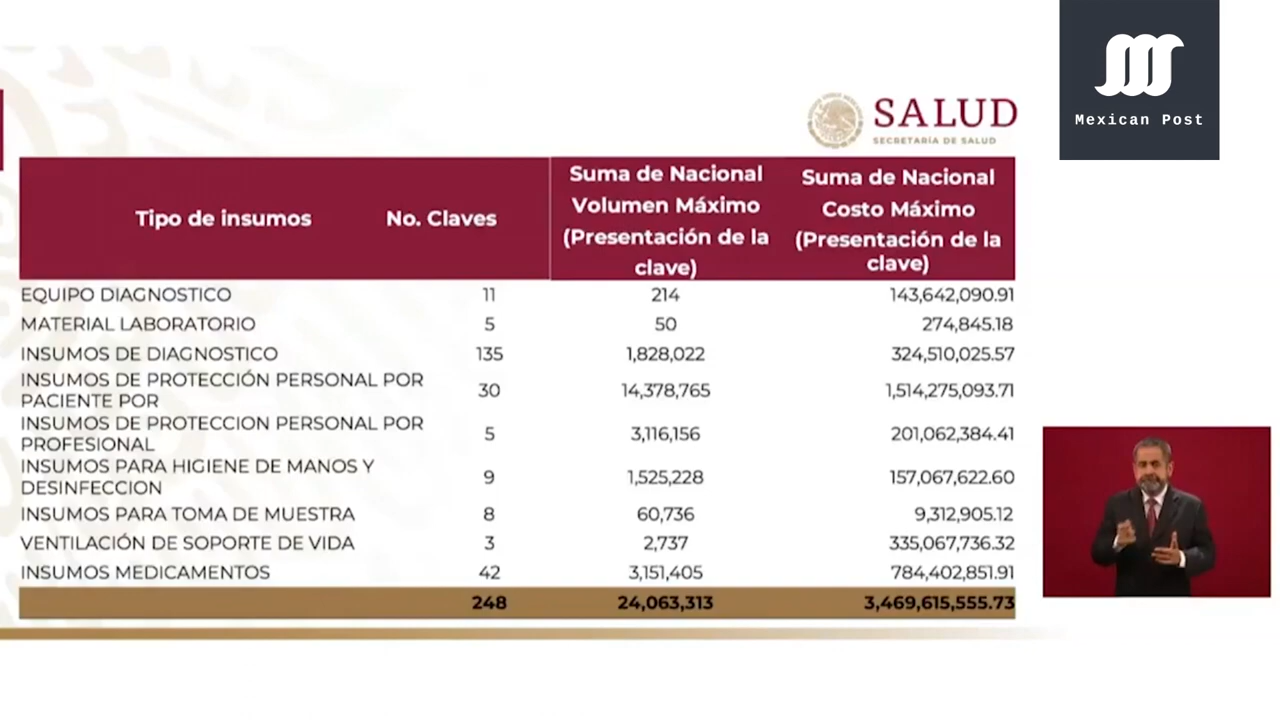 Mexican Post
SALUD
SECRETARÍA DE SALUD
Tipo de insumos No. Claves
Suma de Nacional
Volumen Máximo
(Presentación de la
clave)
Suma de Nacional
Costo Máximo
(Presentación de la
clave)
EQUIPO DIAGNOSTICO 11 214 143,642,090.91
MATERIAL LABORATORIO 5 50 274,845.18
INSUMOS DE DIAGNOSTICO 135 1,828,022 324,510,025.57
INSUMOS DE PROTECCIÓN PERSONAL POR
PACIENTE POR 30 14,378,765 1,514,275,093.71
INSUMOS DE PROTECCION PERSONAL POR
PROFESIONAL 5 3,116,156 201,062,384.41
INSUMOS PARA HIGIENE DE MANOS Y
DESINFECCION 9 1,525,228 157,067,622.60
INSUMOS PARA TOMA DE MUESTRA 8 60,736 9,312,905.12
VENTILACIÓN DE SOPORTE DE VIDA 3 2,737 335,067,736.32
INSUMOS MEDICAMENTOS 42 3,151,405 784,402,851.91
248 24,063,313 3,469,615,555.73